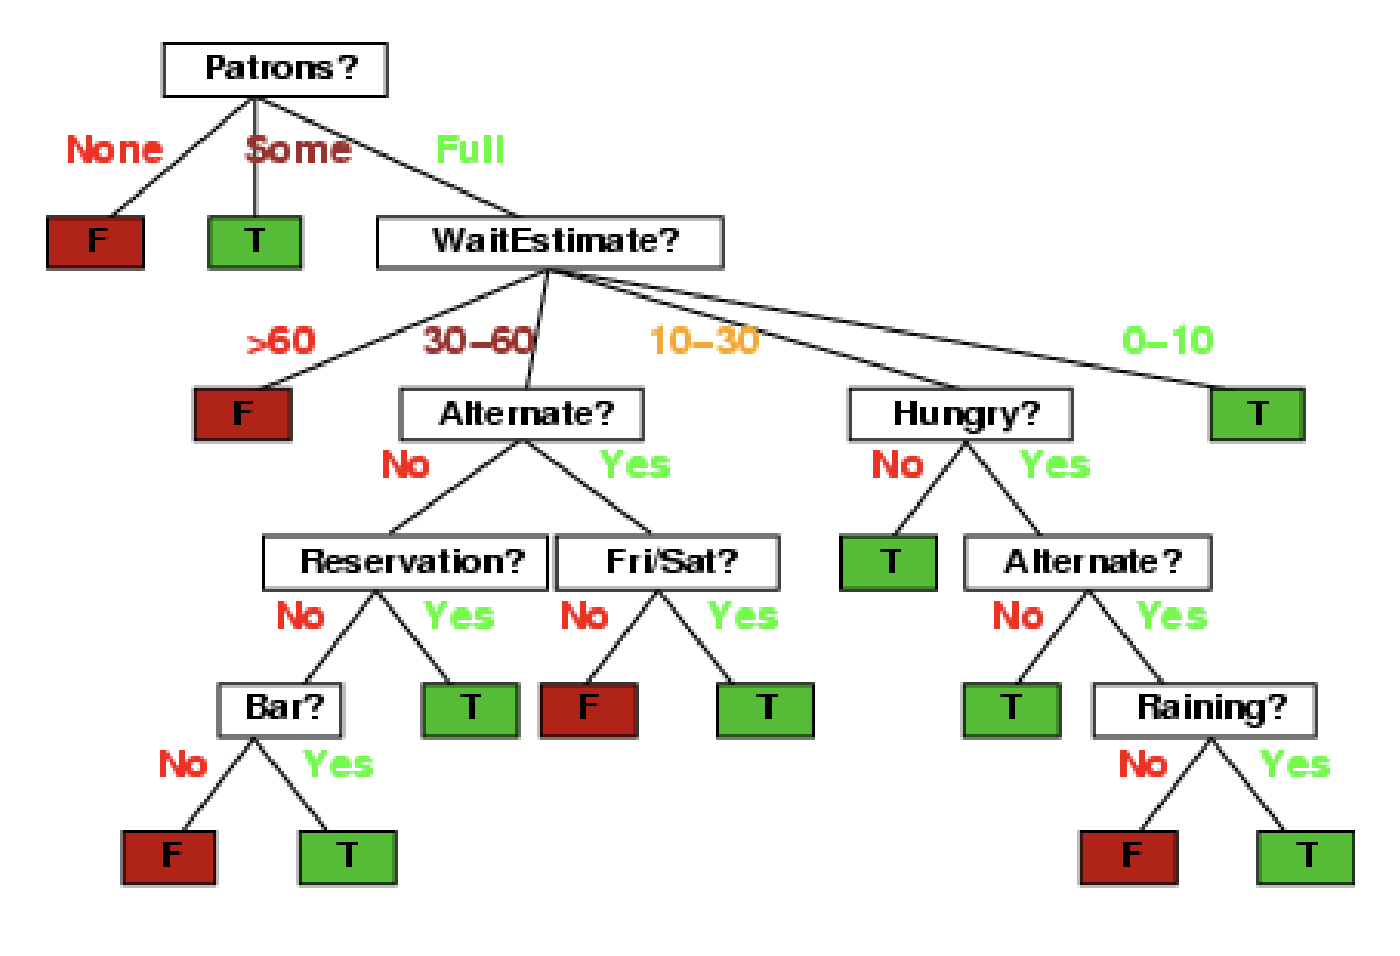 Patrons?
None Some Full
F T WaitEstimate?
>60 30–60 10–30 0–10
F Alternate? Hungry? T
No Yes No Yes
Reservation? Fri/Sat? T Alternate?
No Yes No Yes No Yes
Bar? T F T T Raining?
No Yes No Yes
F T F T